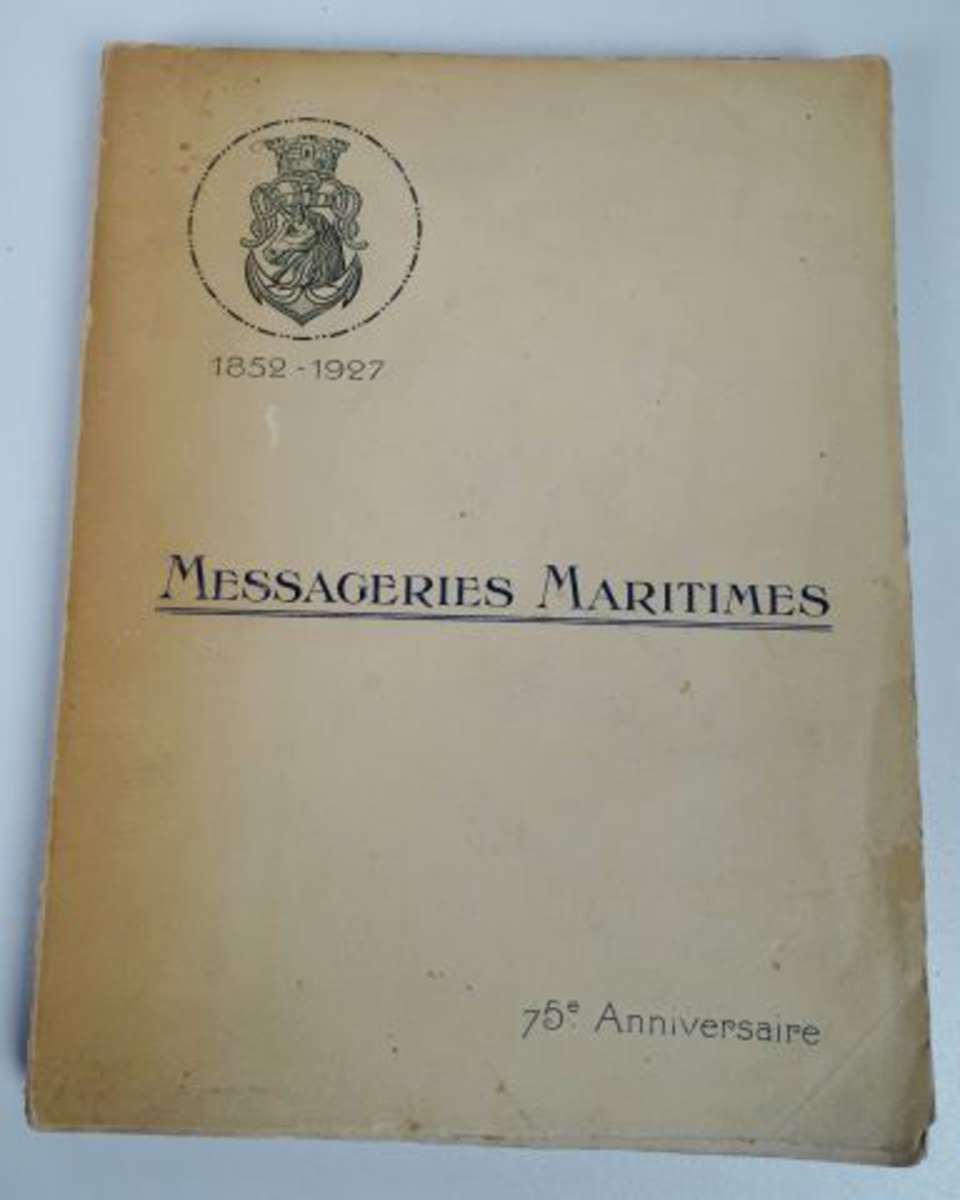 1852 - 1927
MESSAGERIES MARITIMES
75e Anniversaire